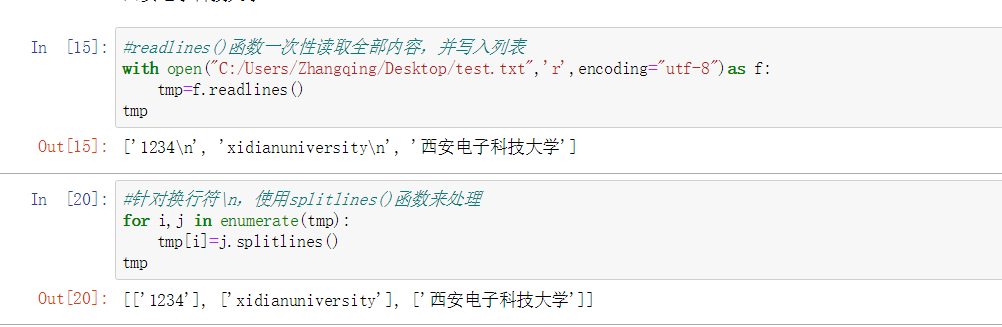 In [15]: #readlines()函数一次性读取全部内容，并写入列表
with open("C:/Users/Zhangqing/Desktop/test.txt",'r',encoding="utf-8")as f:
    tmp=f.readlines()
tmp
Out[15]: ['1234\n', 'xidianuniversity\n', '西安电子科技大学']
In [20]: #针对换行符\n，使用splitlines()函数来处理
for i,j in enumerate(tmp):
    tmp[i]=j.splitlines()
tmp
Out[20]: [['1234'], ['xidianuniversity'], ['西安电子科技大学']]